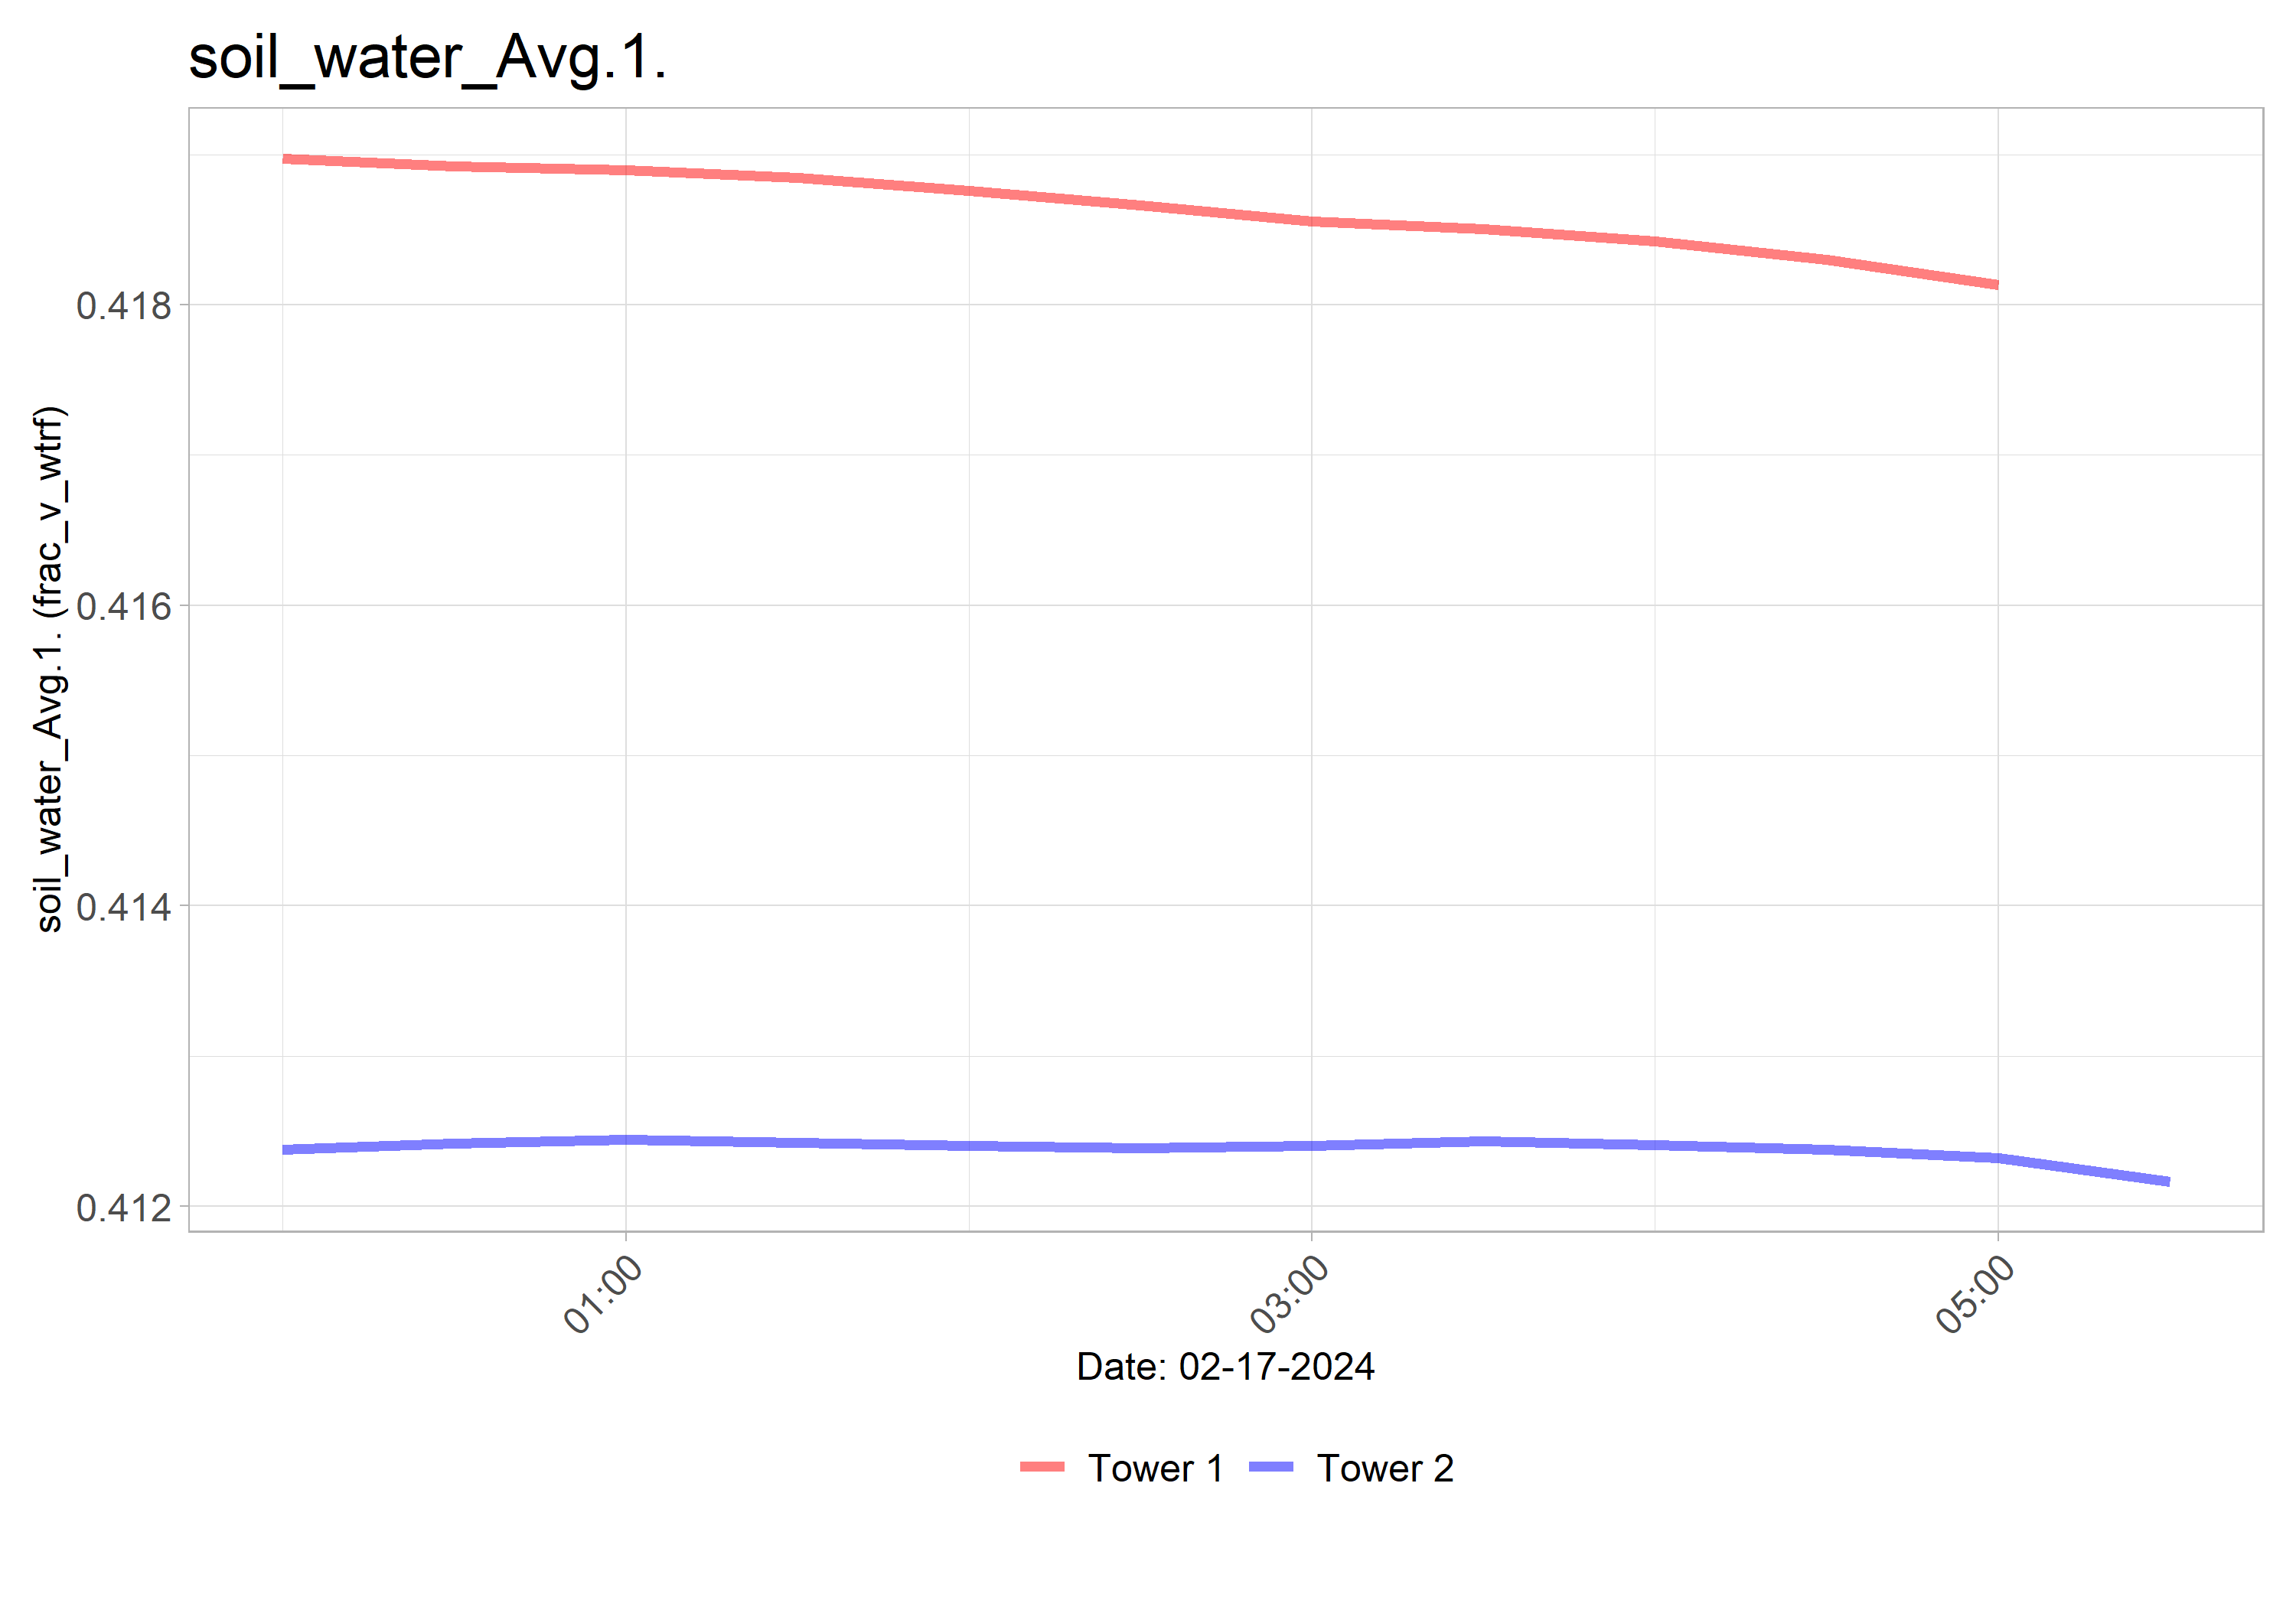 soil_water_Avg.1.
soil_water_Avg.1. (frac_v_wtrf)
0.418
0.416
0.414
0.412
01:00
03:00
05:00
Date: 02-17-2024
Tower 1
Tower 2